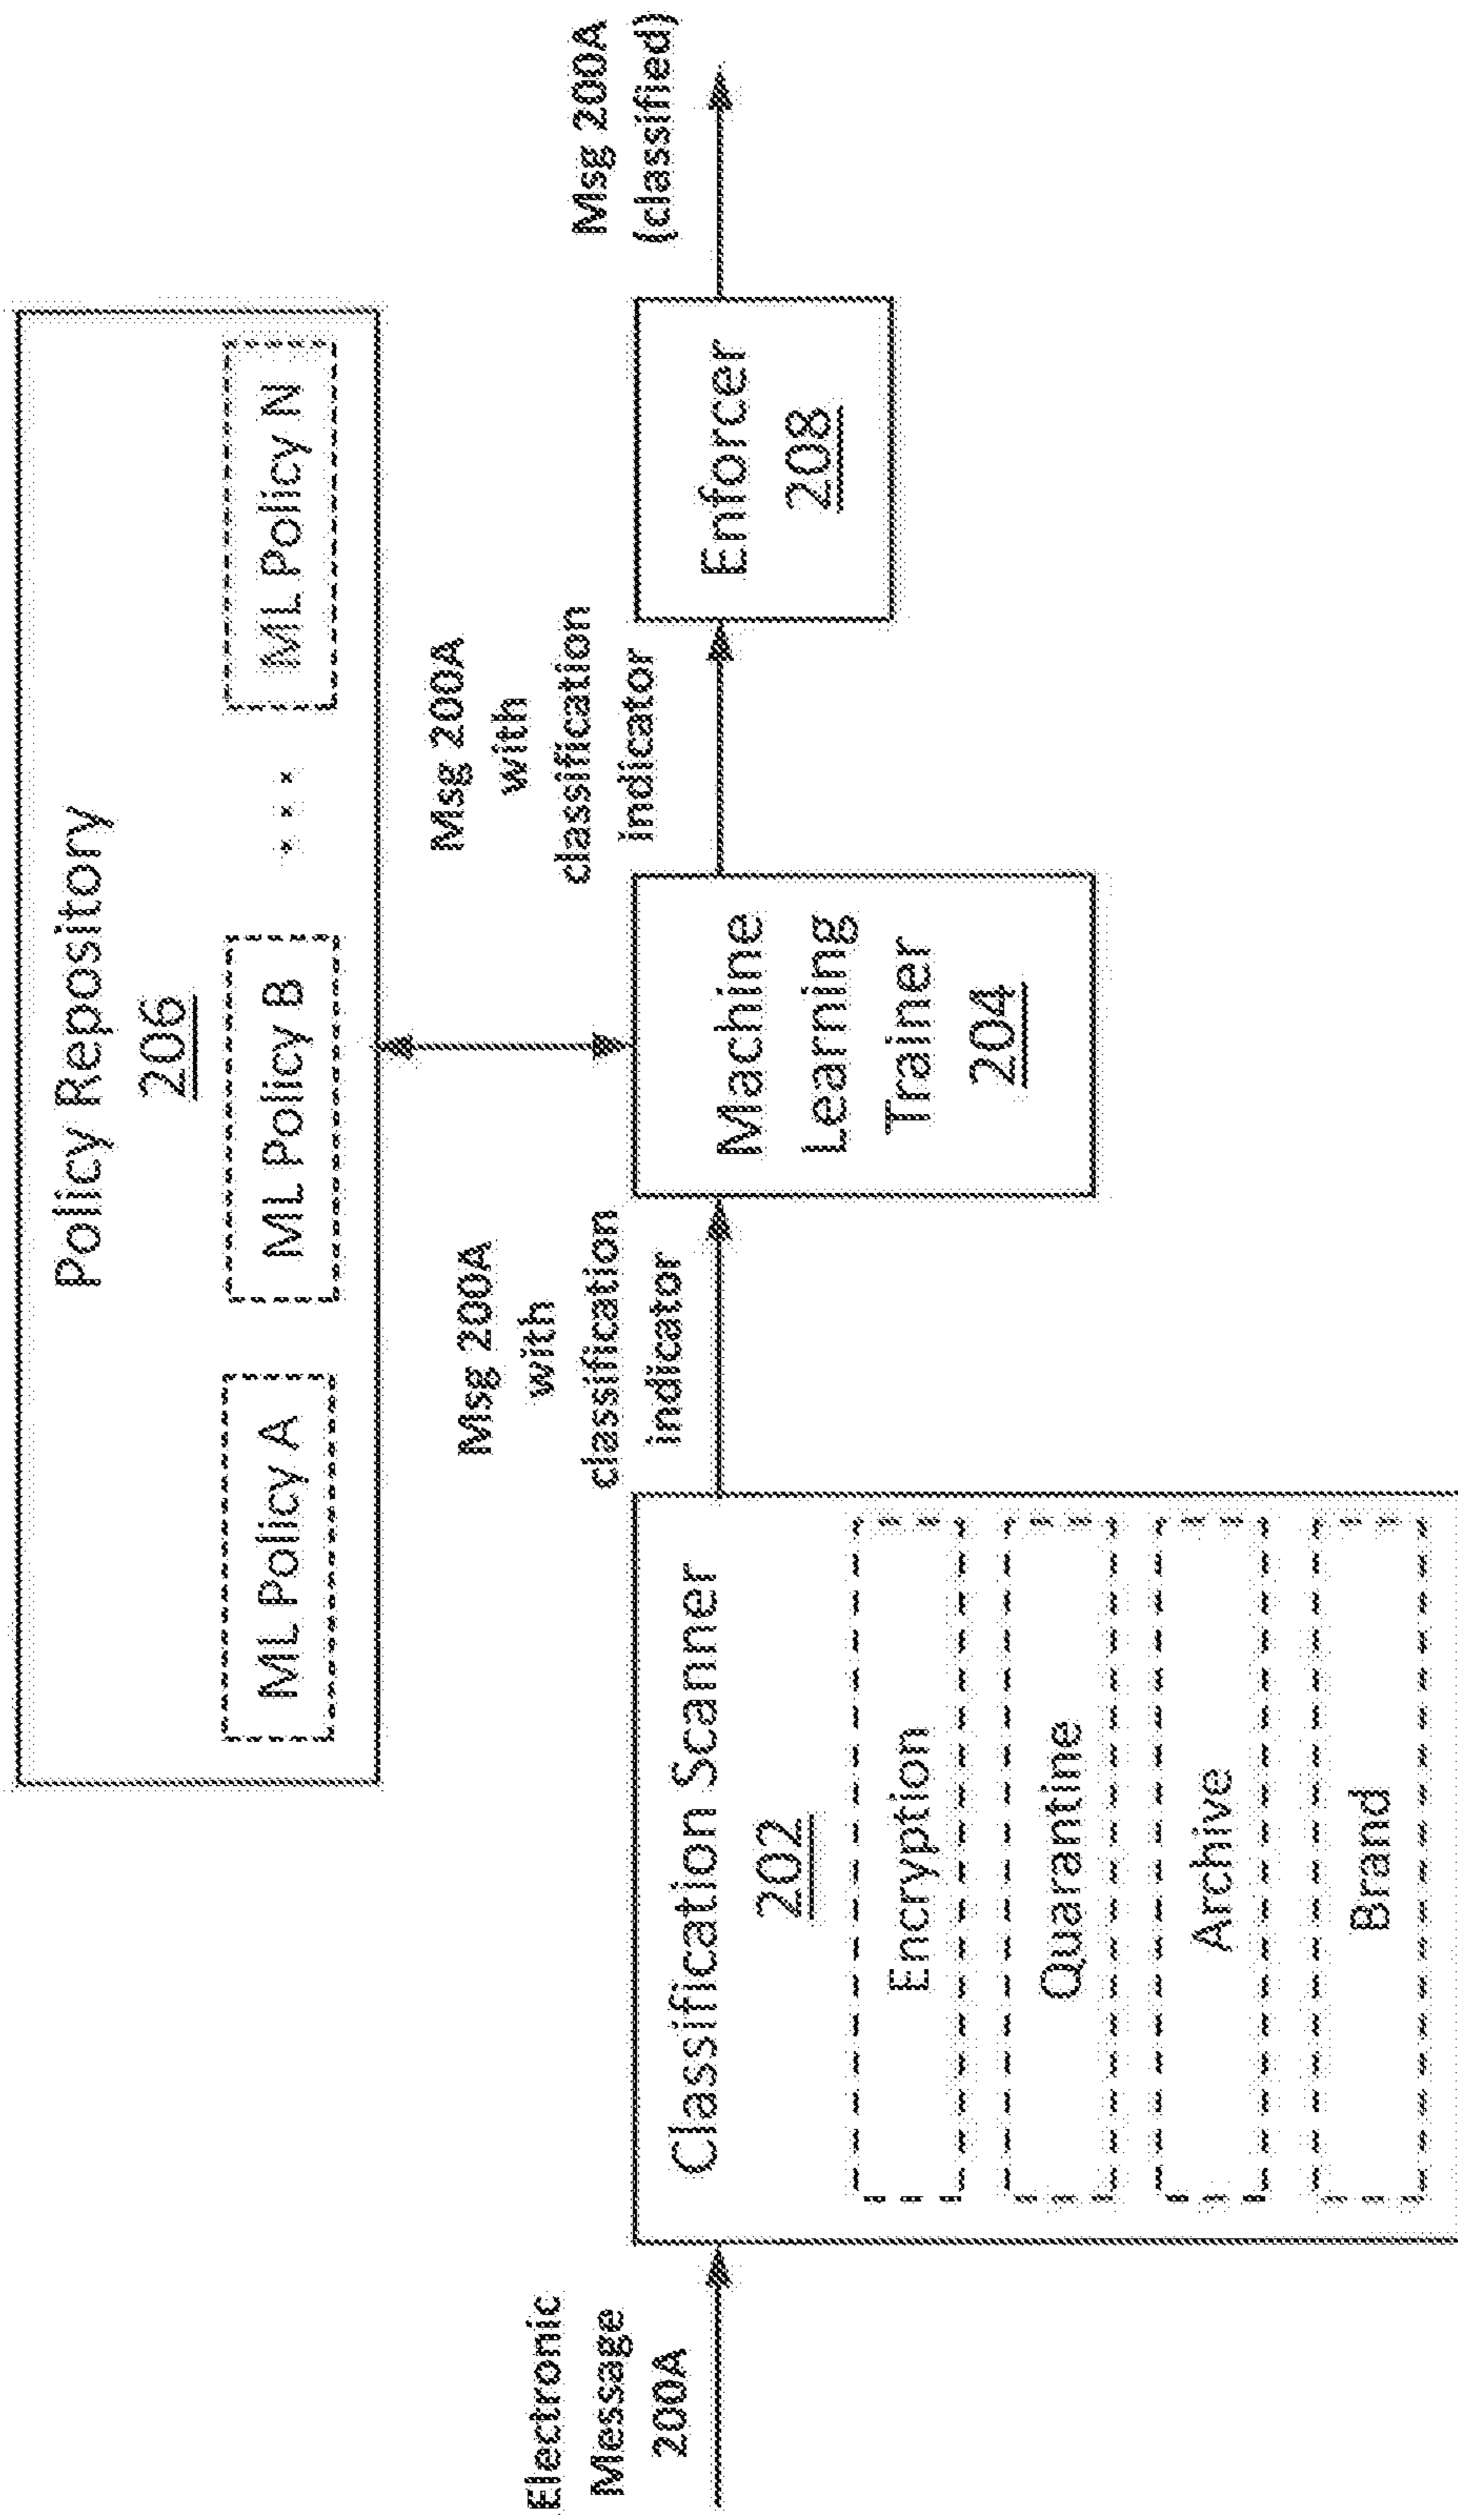 Policy Repository
206
ML Policy A
ML Policy B
...
ML Policy N
Electronic
Message
200A
Classification Scanner
202
Encryption
Quarantine
Archive
Brand
Msg 200A
with
classification
indicator
Machine
Learning
Trainer
204
Msg 200A
with
classification
indicator
Enforcer
208
Msg 200A
(classified)